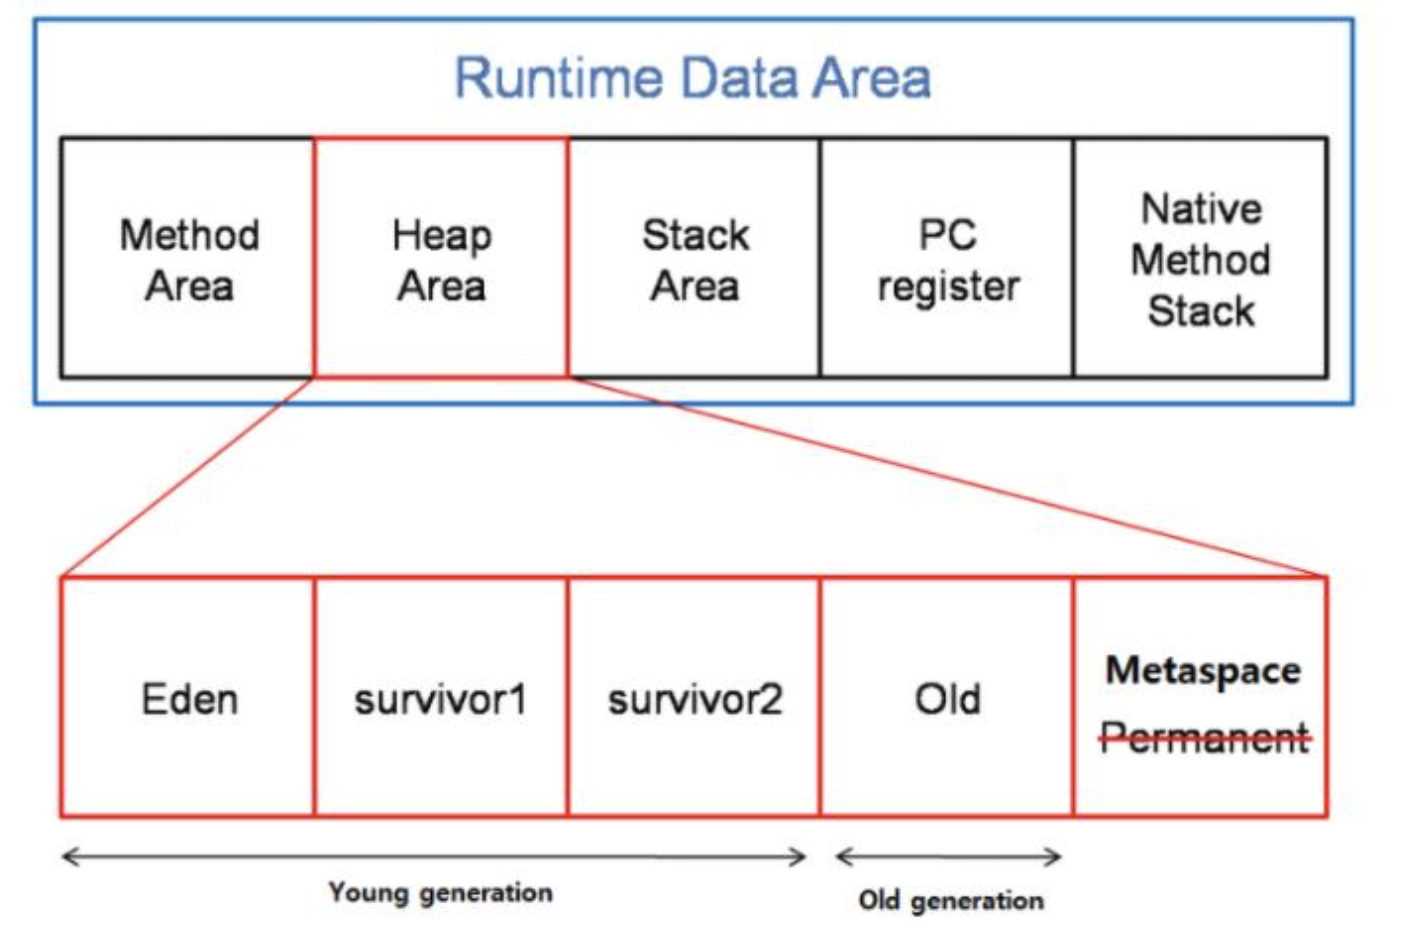 Runtime Data Area
Method
Area
Heap
Area
Stack
Area
PC
register
Native
Method
Stack
Eden
survivor1
survivor2
Old
Metaspace
Permanent
Young generation
Old generation